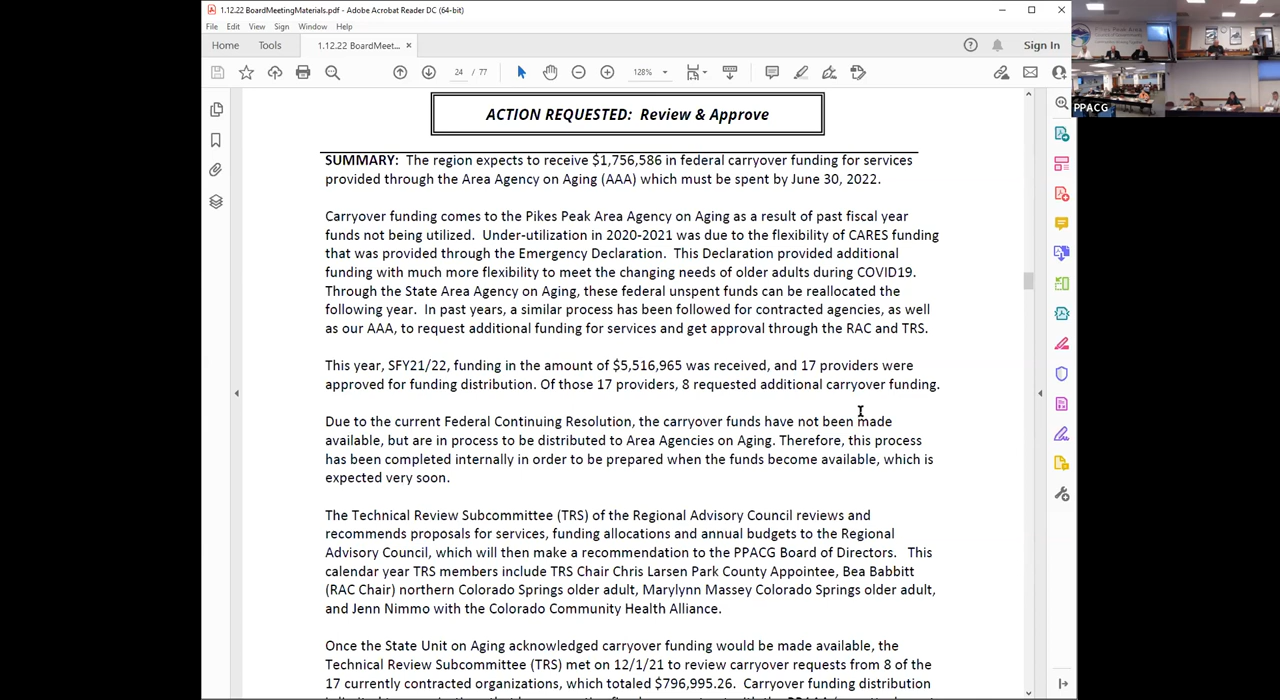 1.12.22 BoardMeetingMaterials.pdf - Adobe Acrobat Reader DC (64-bit)
File Edit View Sign Window Help
Home Tools 1.12.22 BoardMeet... × Sign In
24 / 77 128%
ACTION REQUESTED: Review & Approve
SUMMARY: The region expects to receive $1,756,586 in federal carryover funding for services
provided through the Area Agency on Aging (AAA) which must be spent by June 30, 2022.
Carryover funding comes to the Pikes Peak Area Agency on Aging as a result of past fiscal year
funds not being utilized. Under-utilization in 2020-2021 was due to the flexibility of CARES funding
that was provided through the Emergency Declaration. This Declaration provided additional
funding with much more flexibility to meet the changing needs of older adults during COVID19.
Through the State Area Agency on Aging, these federal unspent funds can be reallocated the
following year. In past years, a similar process has been followed for contracted agencies, as well
as our AAA, to request additional funding for services and get approval through the RAC and TRS.
This year, SFY21/22, funding in the amount of $5,516,965 was received, and 17 providers were
approved for funding distribution. Of those 17 providers, 8 requested additional carryover funding.
Due to the current Federal Continuing Resolution, the carryover funds have not been made
available, but are in process to be distributed to Area Agencies on Aging. Therefore, this process
has been completed internally in order to be prepared when the funds become available, which is
expected very soon.
The Technical Review Subcommittee (TRS) of the Regional Advisory Council reviews and
recommends proposals for services, funding allocations and annual budgets to the Regional
Advisory Council, which will then make a recommendation to the PPACG Board of Directors. This
calendar year TRS members include TRS Chair Chris Larsen Park County Appointee, Bea Babbitt
(RAC Chair) northern Colorado Springs older adult, Marylynn Massey Colorado Springs older adult,
and Jenn Nimmo with the Colorado Community Health Alliance.
Once the State Unit on Aging acknowledged carryover funding would be made available, the
Technical Review Subcommittee (TRS) met on 12/1/21 to review carryover requests from 8 of the
17 currently contracted organizations, which totaled $796,995.26. Carryover funding distribution
PPACG